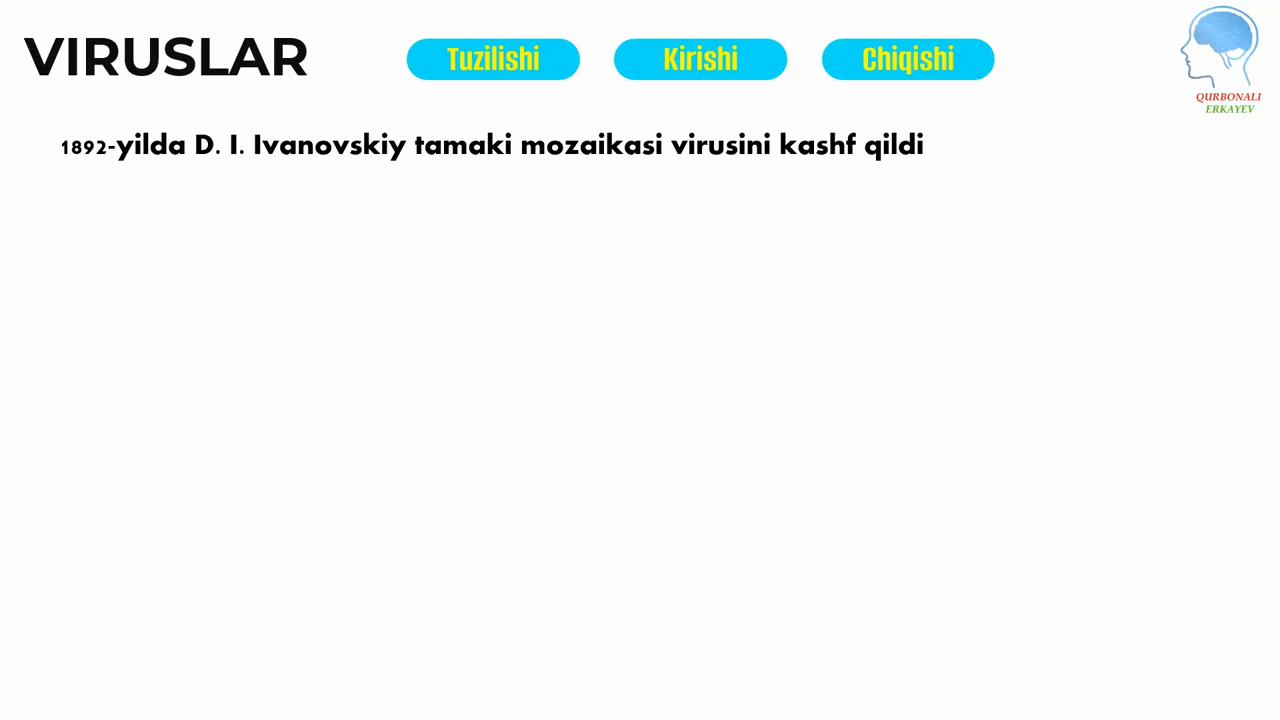 VIRUSLAR
Tuzilishi
Kirishi
Chiqishi
QURBONALI
ERKAYEV
1892-yilda D. I. Ivanovskiy tamaki mozaikasi virusini kashf qildi